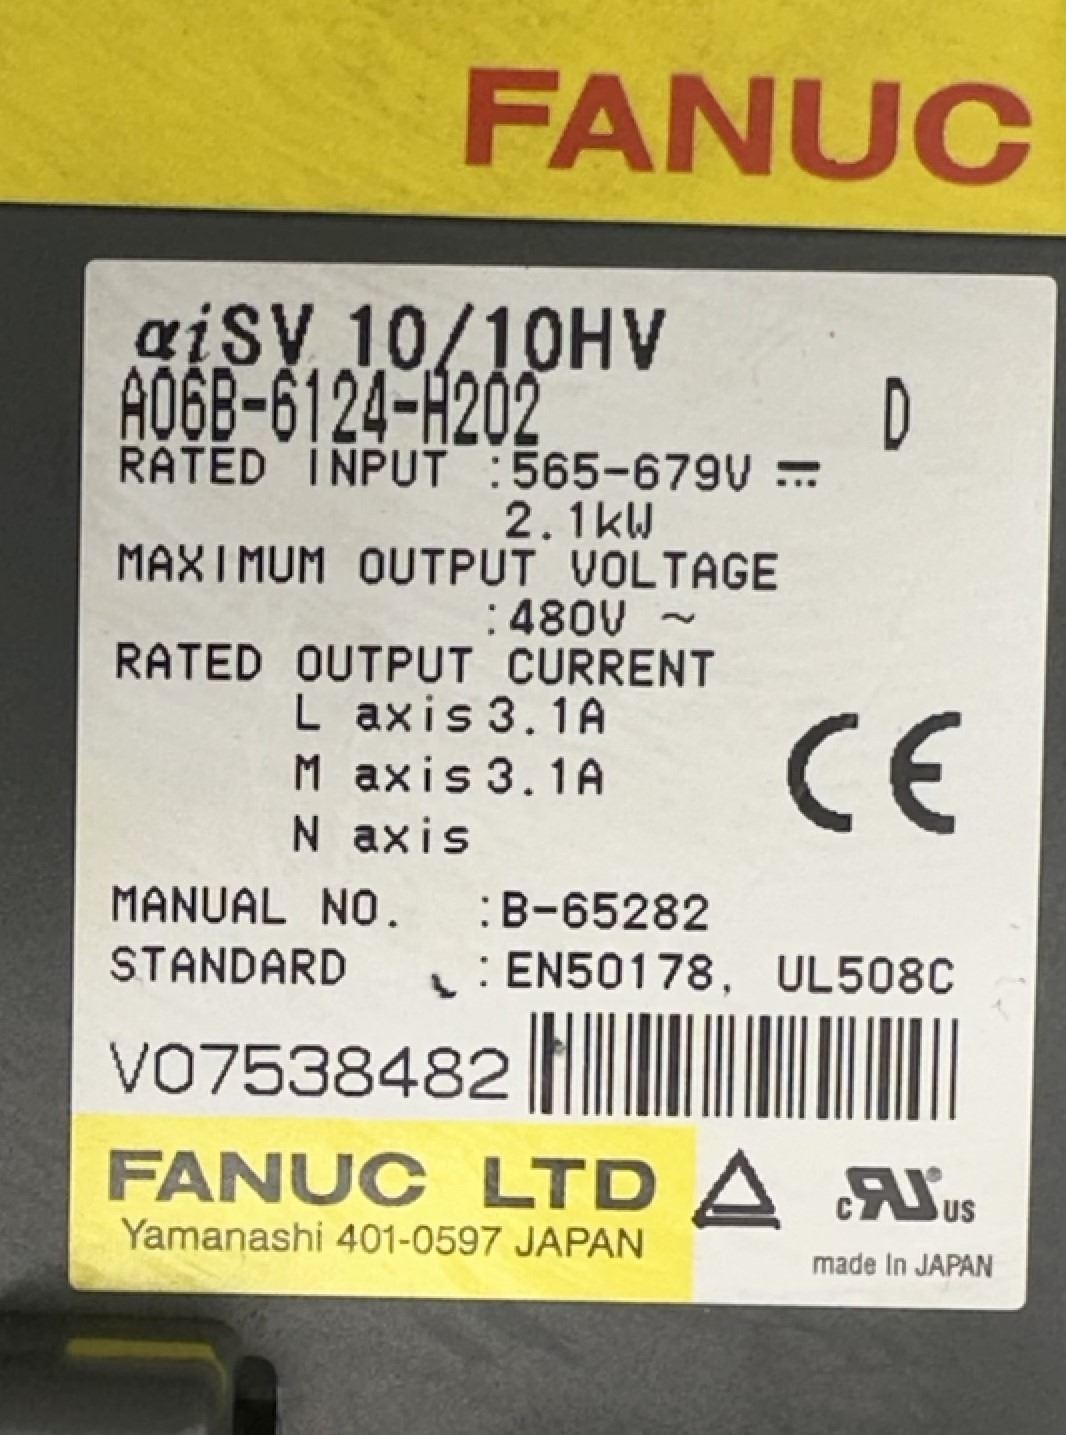 FANUC
αiSV 10/10HV
A06B-6124-H202 D
RATED INPUT :565-679V ⎓
2.1kW
MAXIMUM OUTPUT VOLTAGE
:480V ~
RATED OUTPUT CURRENT
L axis 3.1A
M axis 3.1A
N axis
MANUAL NO. :B-65282
STANDARD :EN50178, UL508C
V07538482
FANUC LTD
Yamanashi 401-0597 JAPAN
CE
c RU ® US
made In JAPAN